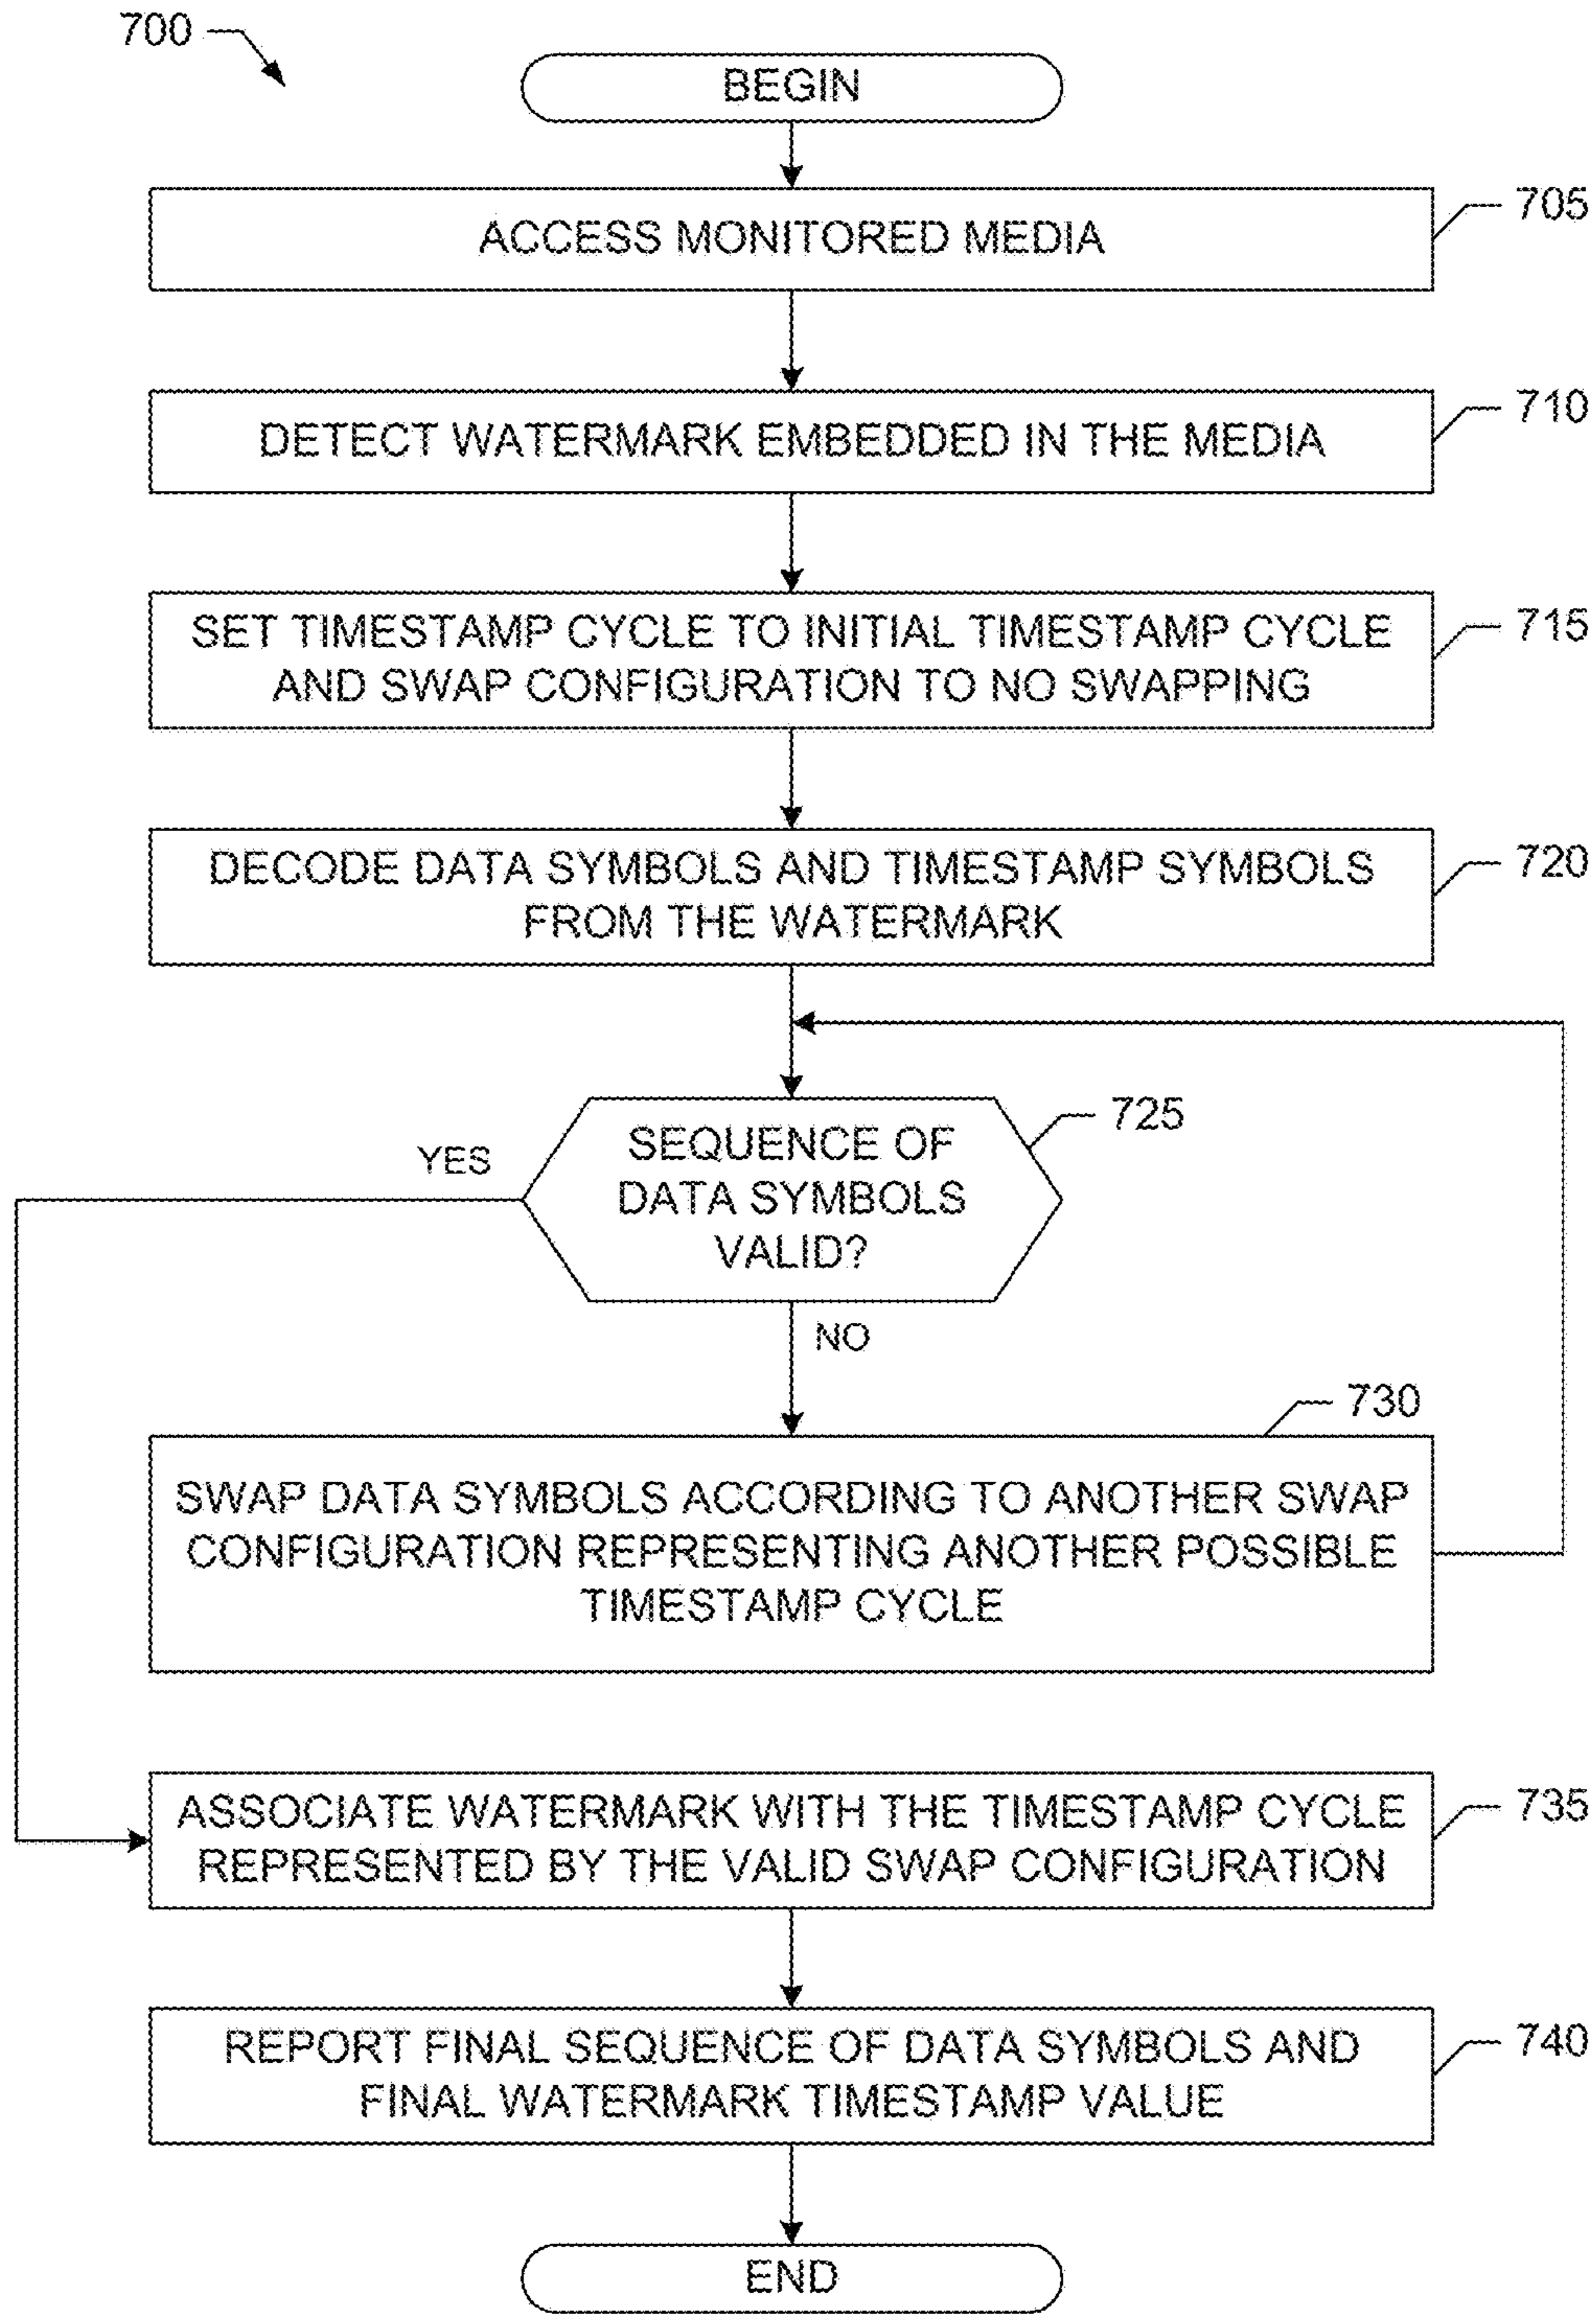 700
BEGIN
ACCESS MONITORED MEDIA
705
DETECT WATERMARK EMBEDDED IN THE MEDIA
710
SET TIMESTAMP CYCLE TO INITIAL TIMESTAMP CYCLE
AND SWAP CONFIGURATION TO NO SWAPPING
715
DECODE DATA SYMBOLS AND TIMESTAMP SYMBOLS
FROM THE WATERMARK
720
SEQUENCE OF
DATA SYMBOLS
VALID?
725
YES
NO
730
SWAP DATA SYMBOLS ACCORDING TO ANOTHER SWAP
CONFIGURATION REPRESENTING ANOTHER POSSIBLE
TIMESTAMP CYCLE
ASSOCIATE WATERMARK WITH THE TIMESTAMP CYCLE
REPRESENTED BY THE VALID SWAP CONFIGURATION
735
REPORT FINAL SEQUENCE OF DATA SYMBOLS AND
FINAL WATERMARK TIMESTAMP VALUE
740
END